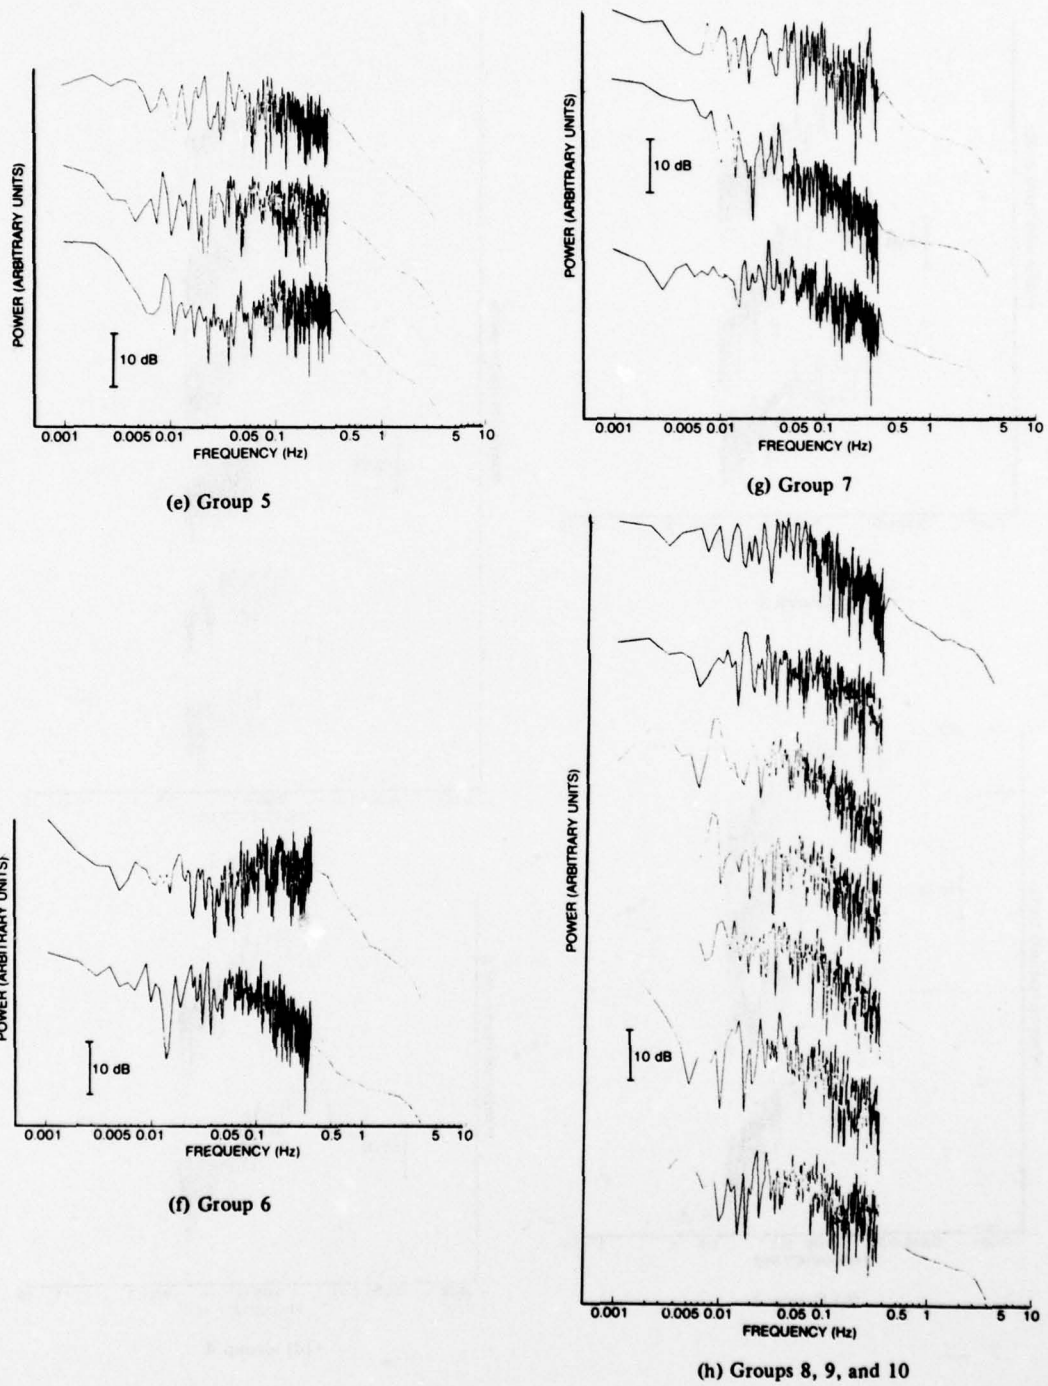 POWER (ARBITRARY UNITS)
10 dB
0.001 0.005 0.01 0.05 0.1 0.5 1 5 10
FREQUENCY (Hz)
(e) Group 5
POWER (ARBITRARY UNITS)
10 dB
0.001 0.005 0.01 0.05 0.1 0.5 1 5 10
FREQUENCY (Hz)
(f) Group 6
POWER (ARBITRARY UNITS)
10 dB
0.001 0.005 0.01 0.05 0.1 0.5 1 5 10
FREQUENCY (Hz)
(g) Group 7
POWER (ARBITRARY UNITS)
10 dB
0.001 0.005 0.01 0.05 0.1 0.5 1 5 10
FREQUENCY (Hz)
(h) Groups 8, 9, and 10